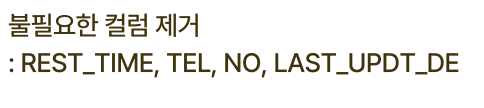 불필요한 컬럼 제거
: REST_TIME, TEL, NO, LAST_UPDT_DE